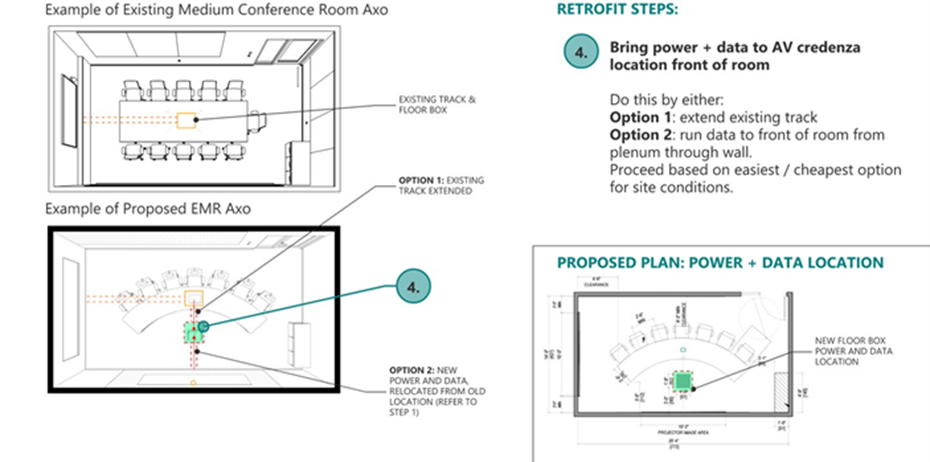 Example of Existing Medium Conference Room Axo
EXISTING TRACK &
FLOOR BOX
OPTION 1: EXISTING
TRACK EXTENDED
Example of Proposed EMR Axo
4.
OPTION 2: NEW
POWER AND DATA,
RELOCATED FROM OLD
LOCATION (REFER TO
STEP 1)
RETROFIT STEPS:
4.
Bring power + data to AV credenza
location front of room
Do this by either:
Option 1: extend existing track
Option 2: run data to front of room from
plenum through wall.
Proceed based on easiest / cheapest option
for site conditions.
PROPOSED PLAN: POWER + DATA LOCATION
CLEARANCE
CLEARANCE
NEW FLOOR BOX
POWER AND DATA
LOCATION
PROJECTOR IMAGE AREA